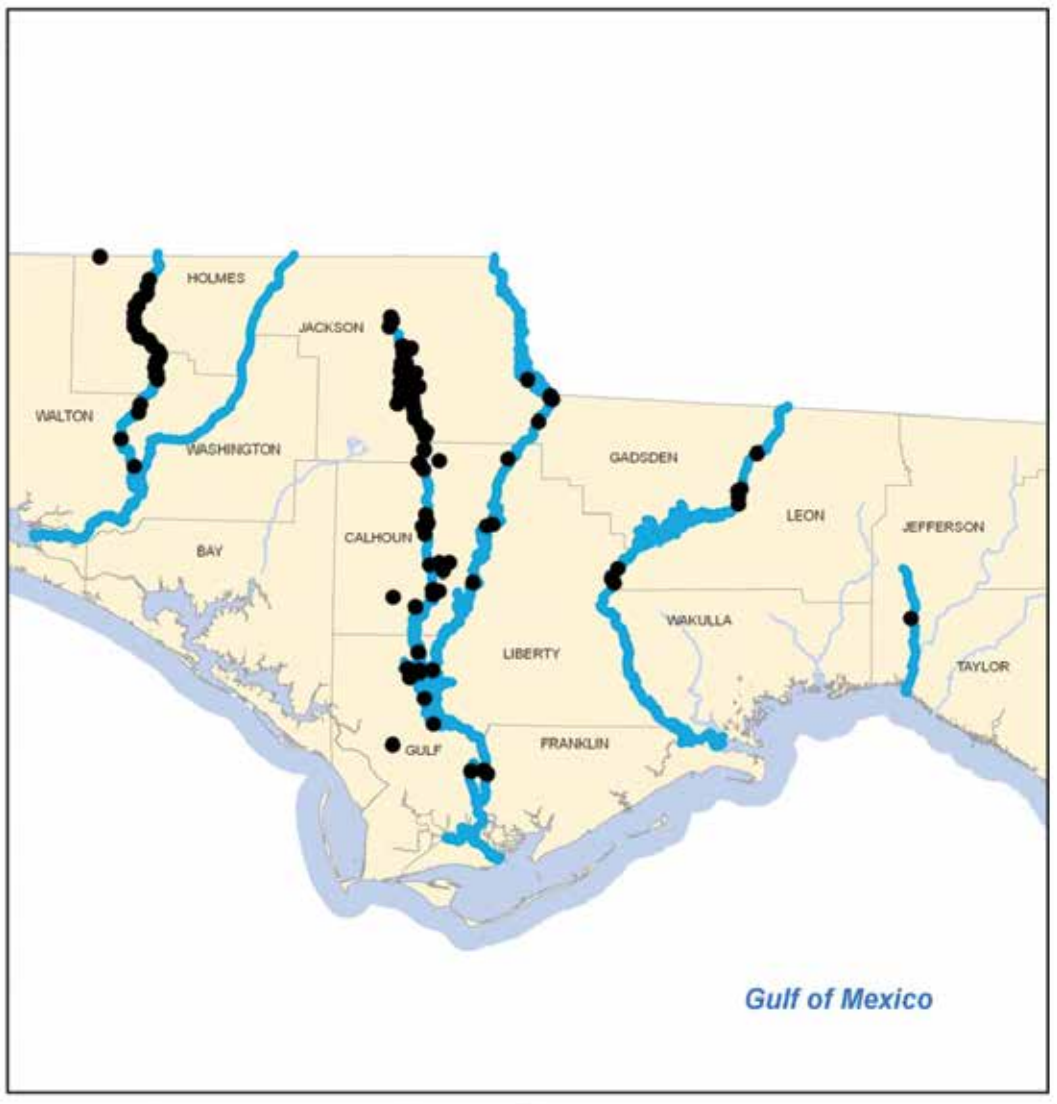 HOLMES
JACKSON
WALTON
WASHINGTON
GADSDEN
LEON
JEFFERSON
CALHOUN
BAY
WAKULLA
LIBERTY
TAYLOR
GULF
FRANKLIN
Gulf of Mexico